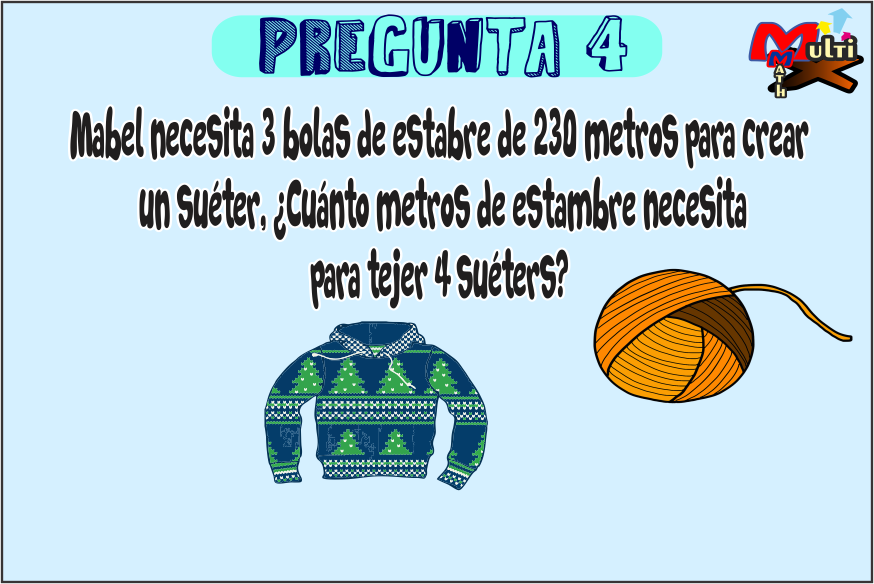 PREGUNTA 4
Multi
MATH
X
Mabel necesita 3 bolas de estabre de 230 metros para crear
un suéter, ¿Cuánto metros de estambre necesita
para tejer 4 suéters?